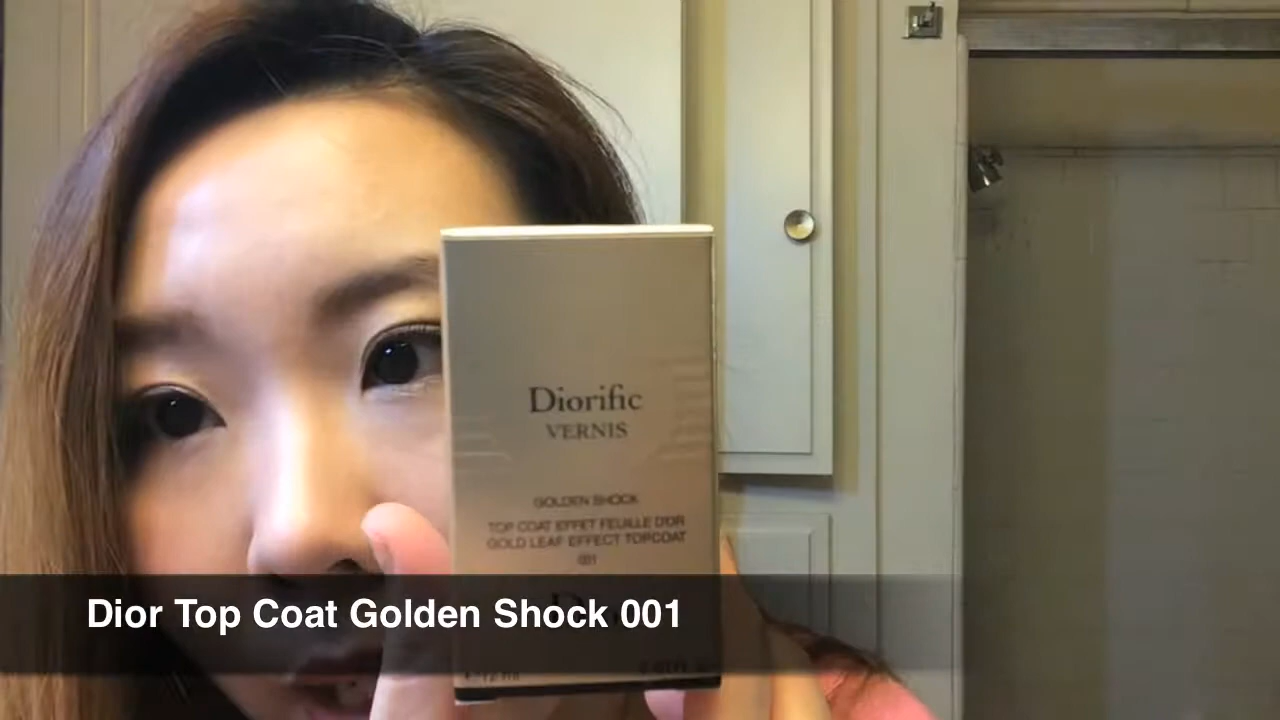 Diorific
VERNIS
GOLDEN SHOCK
TOP COAT EFFET FEUILLE D'OR
GOLD LEAF EFFECT TOPCOAT
001
Dior Top Coat Golden Shock 001